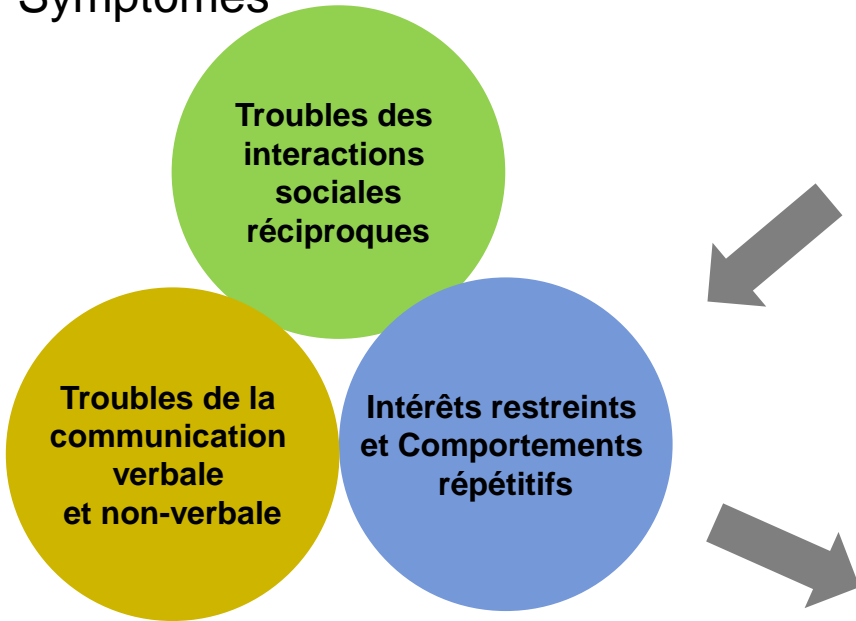 Symptômes
Troubles des
interactions
sociales
réciproques
Troubles de la
communication
verbale
et non-verbale
Intérêts restreints
et Comportements
répétitifs